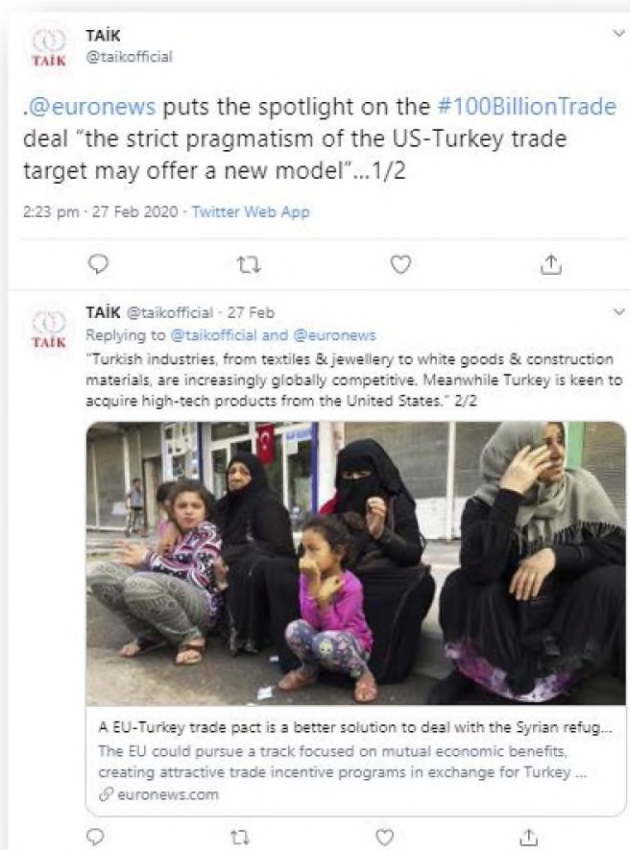 TAİK
@taikofficial
TAİK
.@euronews puts the spotlight on the #100BillionTrade
deal “the strict pragmatism of the US-Turkey trade
target may offer a new model”...1/2
2:23 pm · 27 Feb 2020 · Twitter Web App
TAİK @taikofficial · 27 Feb
TAİK
Replying to @taikofficial and @euronews
“Turkish industries, from textiles & jewellery to white goods & construction
materials, are increasingly globally competitive. Meanwhile Turkey is keen to
acquire high-tech products from the United States.” 2/2
A EU-Turkey trade pact is a better solution to deal with the Syrian refug...
The EU could pursue a track focused on mutual economic benefits,
creating attractive trade incentive programs in exchange for Turkey ...
euronews.com